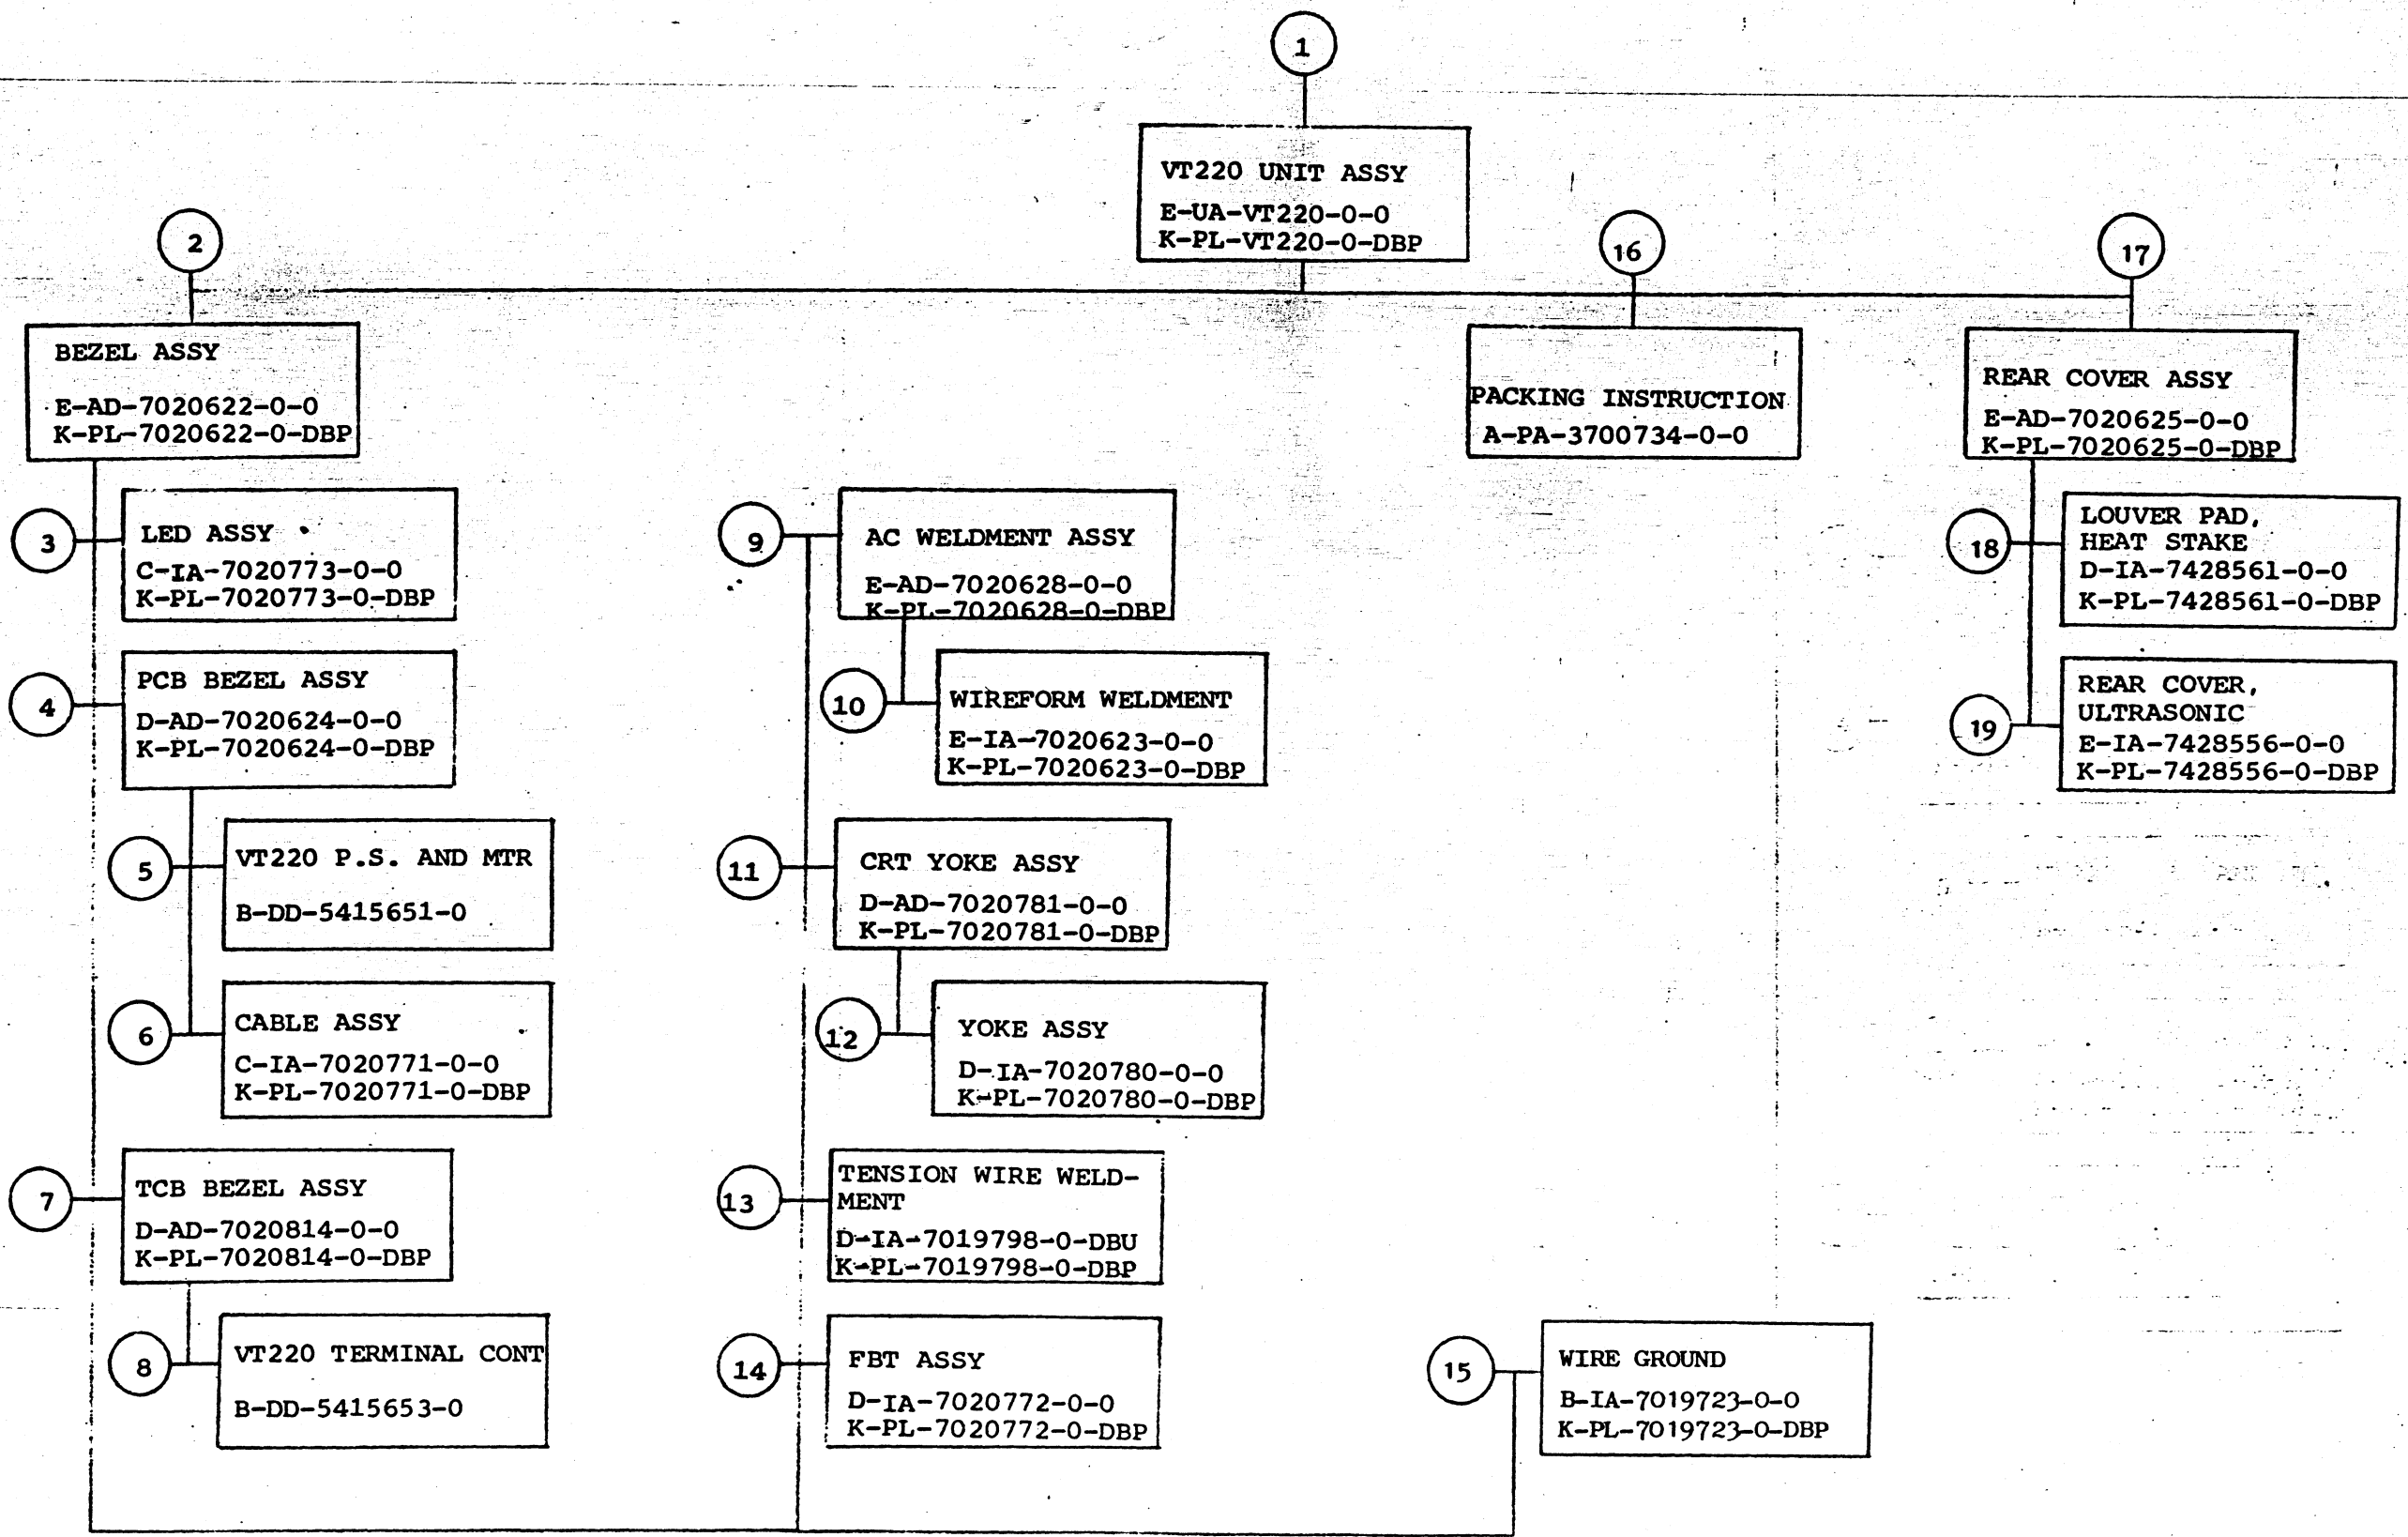 1
VT220 UNIT ASSY
E-UA-VT220-0-0
K-PL-VT220-0-DBP
2
BEZEL ASSY
E-AD-7020622-0-0
K-PL-7020622-0-DBP
3
LED ASSY
C-IA-7020773-0-0
K-PL-7020773-0-DBP
4
PCB BEZEL ASSY
D-AD-7020624-0-0
K-PL-7020624-0-DBP
5
VT220 P.S. AND MTR
B-DD-5415651-0
6
CABLE ASSY
C-IA-7020771-0-0
K-PL-7020771-0-DBP
7
TCB BEZEL ASSY
D-AD-7020814-0-0
K-PL-7020814-0-DBP
8
VT220 TERMINAL CONT
B-DD-5415653-0
9
AC WELDMENT ASSY
E-AD-7020628-0-0
K-PL-7020628-0-DBP
10
WIREFORM WELDMENT
E-IA-7020623-0-0
K-PL-7020623-0-DBP
11
CRT YOKE ASSY
D-AD-7020781-0-0
K-PL-7020781-0-DBP
12
YOKE ASSY
D-IA-7020780-0-0
K-PL-7020780-0-DBP
13
TENSION WIRE WELD-
MENT
D-IA-7019798-0-DBU
K-PL-7019798-0-DBP
14
FBT ASSY
D-IA-7020772-0-0
K-PL-7020772-0-DBP
15
WIRE GROUND
B-IA-7019723-0-0
K-PL-7019723-0-DBP
16
PACKING INSTRUCTION
A-PA-3700734-0-0
17
REAR COVER ASSY
E-AD-7020625-0-0
K-PL-7020625-0-DBP
18
LOUVER PAD,
HEAT STAKE
D-IA-7428561-0-0
K-PL-7428561-0-DBP
19
REAR COVER,
ULTRASONIC
E-IA-7428556-0-0
K-PL-7428556-0-DBP